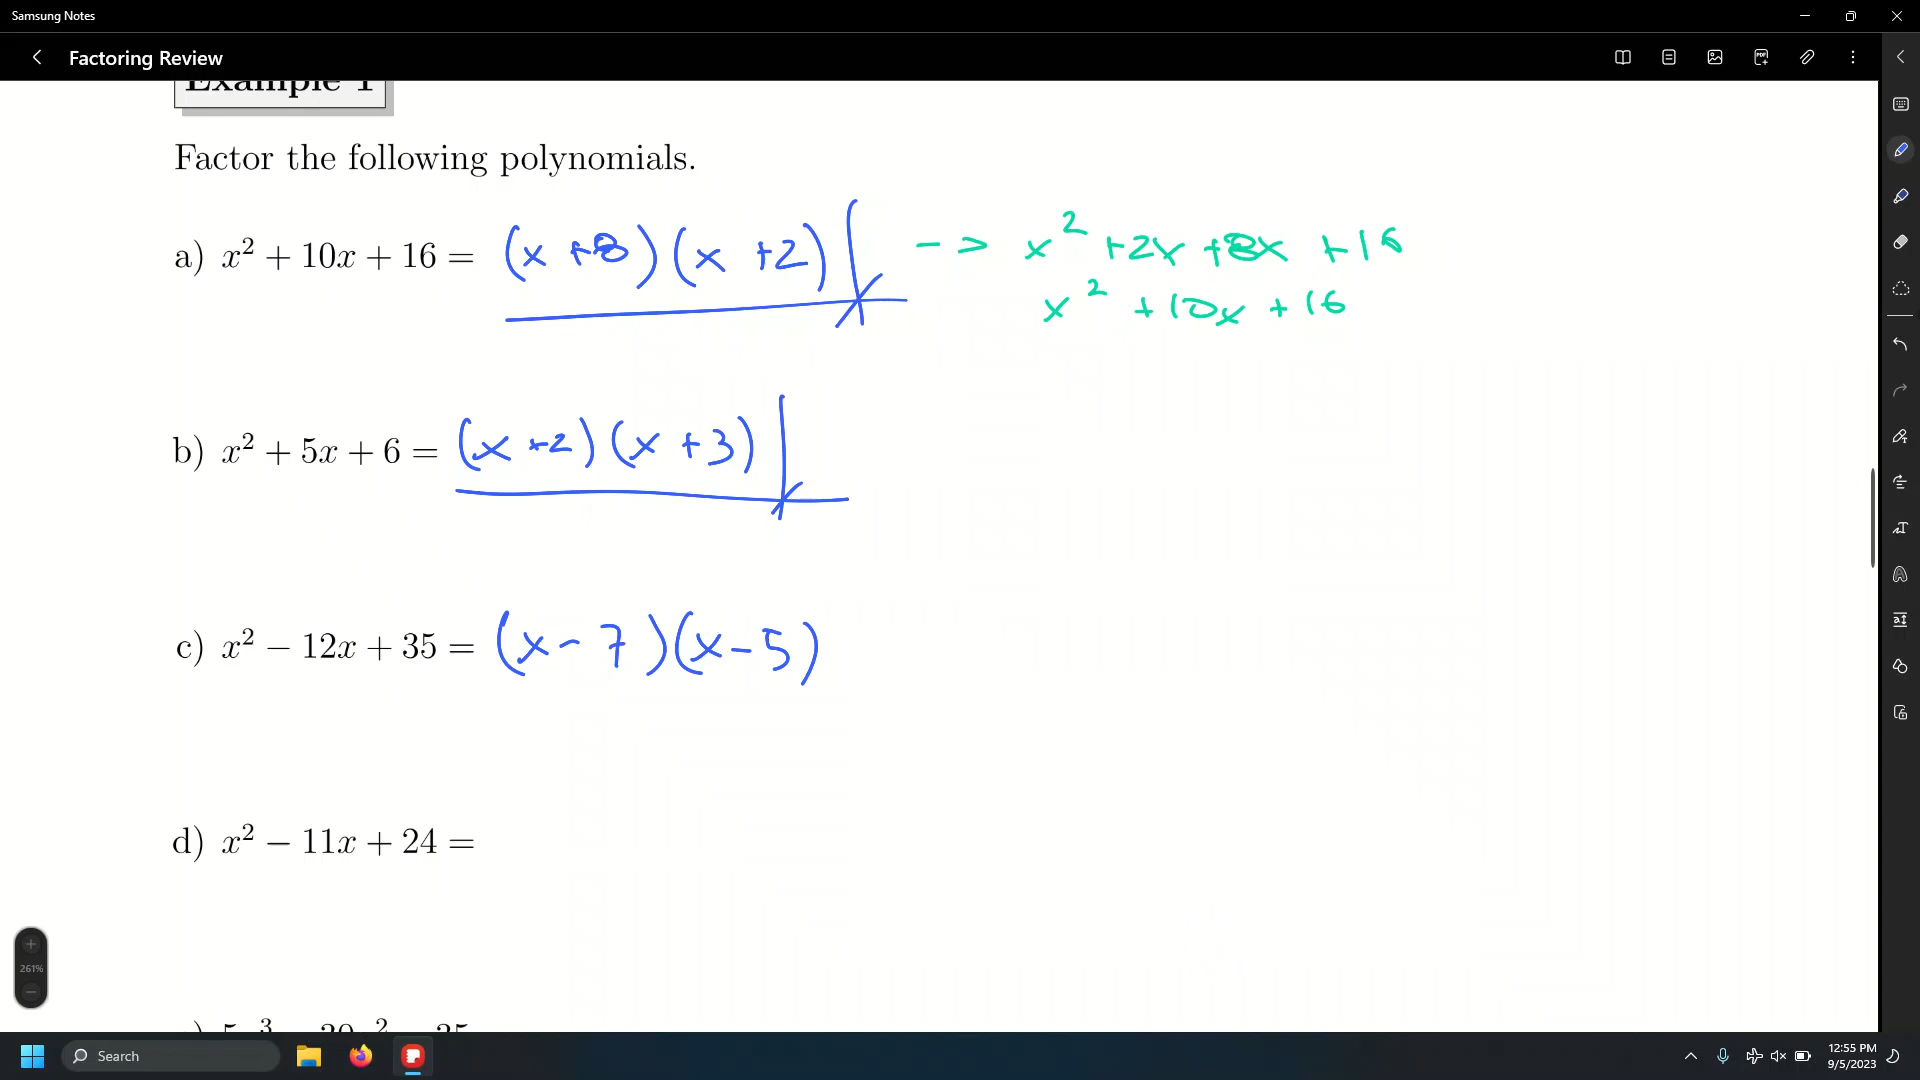 Samsung Notes
Factoring Review
Example 1
Factor the following polynomials.
a) x² + 10x + 16 = (x +8)(x +2) -> x² +2x +8x +16
x² +10x +16
b) x² + 5x + 6 = (x +2)(x +3)
c) x² − 12x + 35 = (x − 7)(x − 5)
d) x² − 11x + 24 =
261%
Search
12:55 PM
9/5/2023